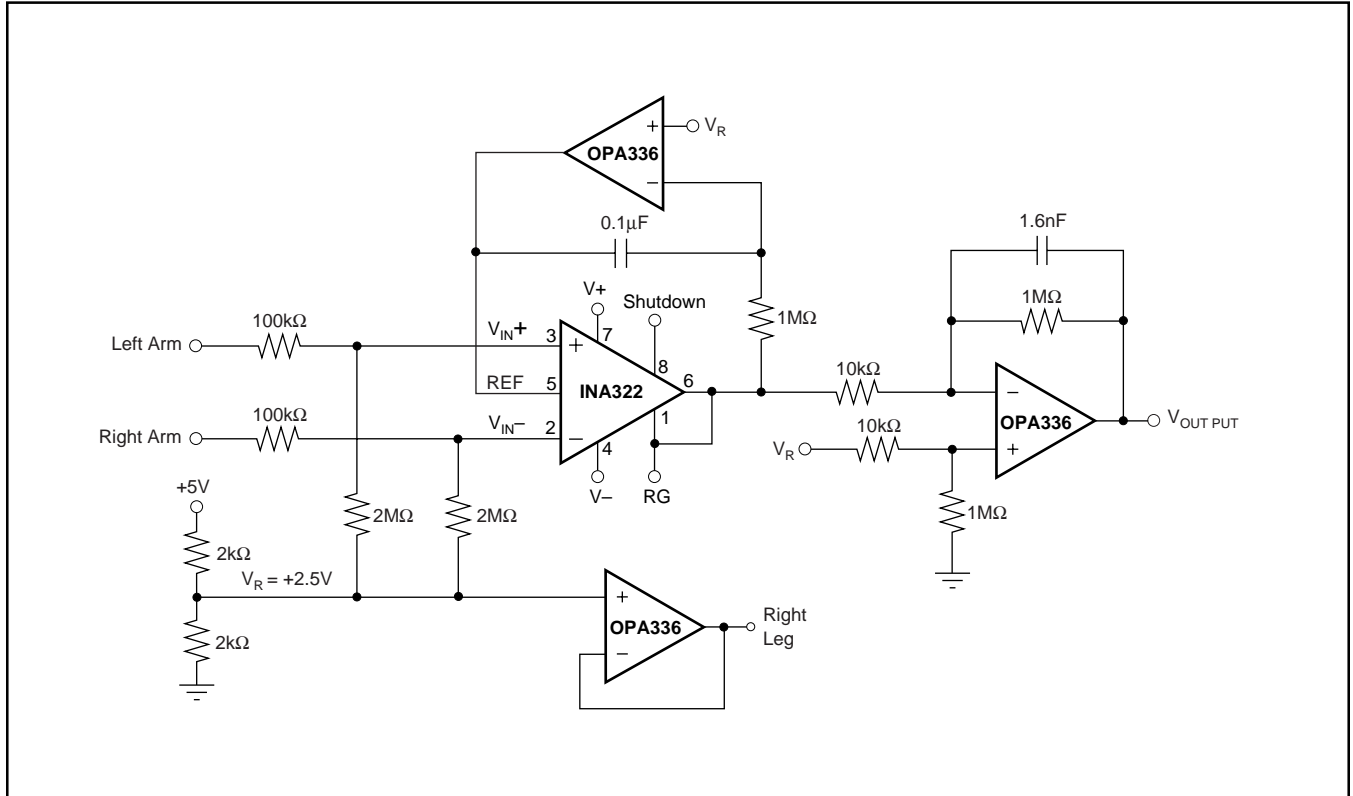 + V_R
OPA336
−
0.1µF
1.6nF
V+
Shutdown
1MΩ
1MΩ
100kΩ
Left Arm
V_IN+
3
+
7
8
10kΩ
REF
5
INA322
6
−
OPA336
V_OUT PUT
100kΩ
Right Arm
V_IN−
2
−
1
4
10kΩ
V_R
+
V−
RG
+5V
2MΩ
2MΩ
1MΩ
2kΩ
V_R = +2.5V
+
OPA336
−
Right
Leg
2kΩ